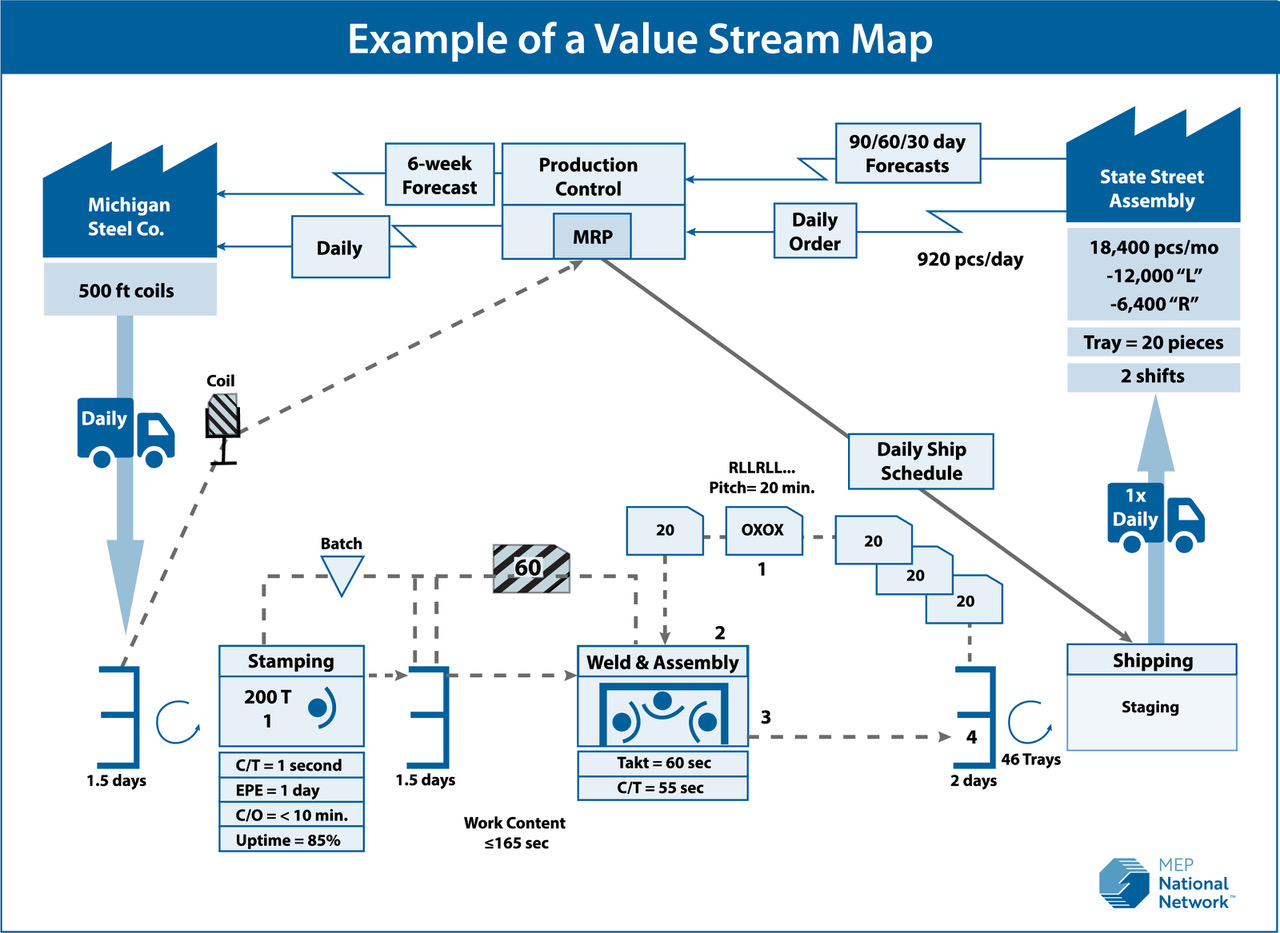 Example of a Value Stream Map
Michigan
Steel Co.
500 ft coils
6-week
Forecast
Daily
Production
Control
MRP
90/60/30 day
Forecasts
Daily
Order
920 pcs/day
State Street
Assembly
18,400 pcs/mo
-12,000 “L”
-6,400 “R”
Tray = 20 pieces
2 shifts
Daily
Coil
Daily Ship
Schedule
1x
Daily
RLLRLL...
Pitch= 20 min.
20
OXOX
1
20
20
20
Batch
60
1.5 days
Stamping
200 T
1
C/T = 1 second
EPE = 1 day
C/O = < 10 min.
Uptime = 85%
1.5 days
Work Content
≤165 sec
2
Weld & Assembly
Takt = 60 sec
C/T = 55 sec
3
4
2 days
46 Trays
Shipping
Staging
MEP
National
Network™